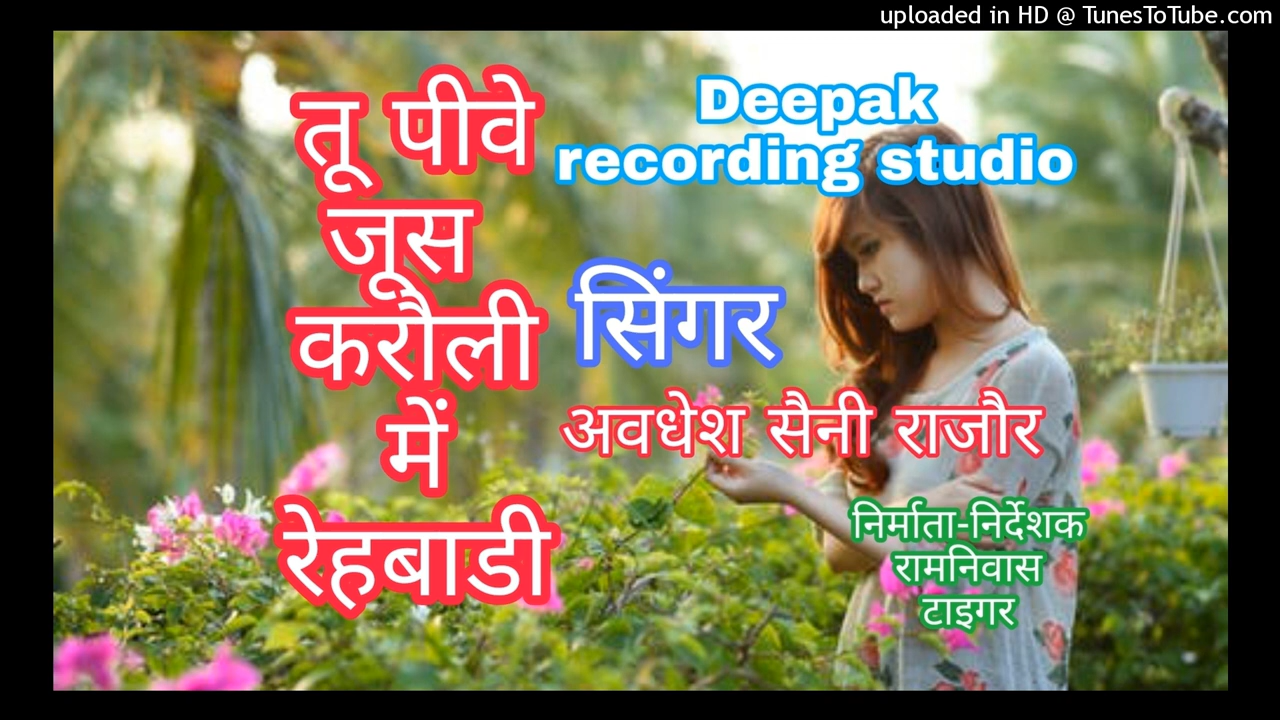 uploaded in HD @ TunesToTube.com
तू पीवे
जूस
करौली
में
रेहबाडी
Deepak
recording studio
सिंगर
अवधेश सैनी राजौर
निर्माता-निर्देशक
रामनिवास
टाइगर